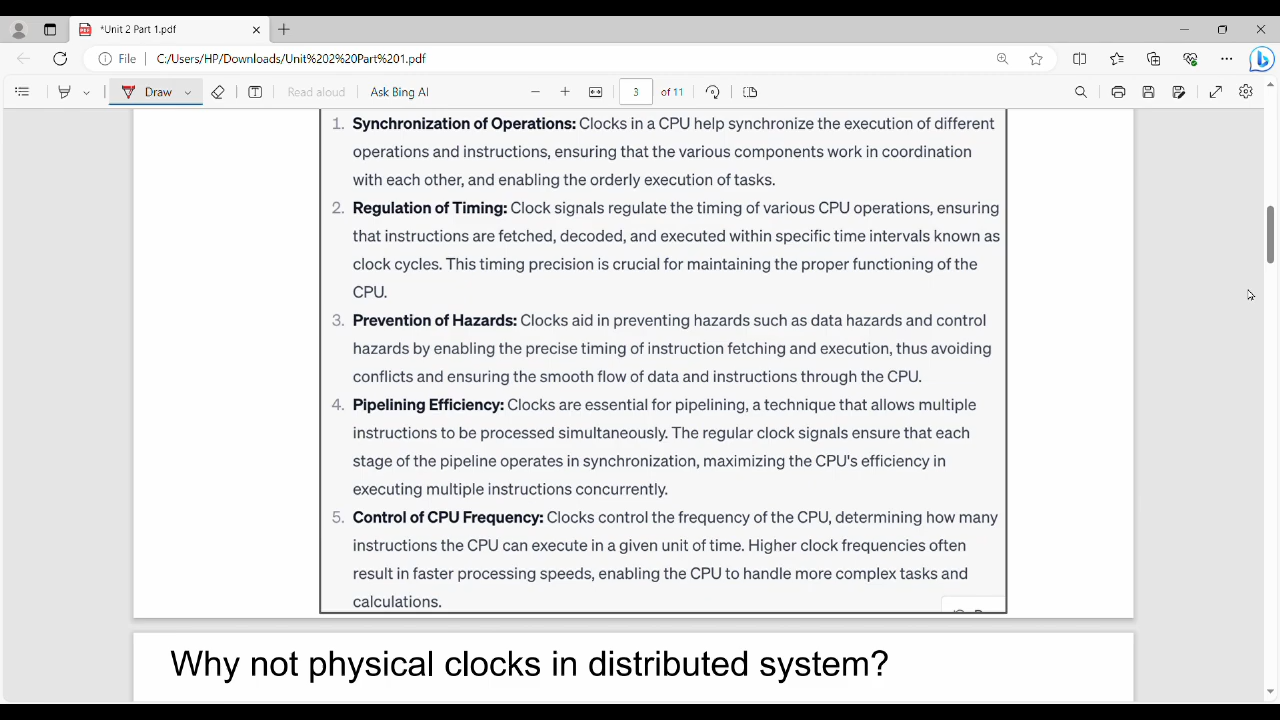 *Unit 2 Part 1.pdf
File C:/Users/HP/Downloads/Unit%202%20Part%201.pdf
Draw Read aloud Ask Bing AI 3 of 11
1. Synchronization of Operations: Clocks in a CPU help synchronize the execution of different
operations and instructions, ensuring that the various components work in coordination
with each other, and enabling the orderly execution of tasks.
2. Regulation of Timing: Clock signals regulate the timing of various CPU operations, ensuring
that instructions are fetched, decoded, and executed within specific time intervals known as
clock cycles. This timing precision is crucial for maintaining the proper functioning of the
CPU.
3. Prevention of Hazards: Clocks aid in preventing hazards such as data hazards and control
hazards by enabling the precise timing of instruction fetching and execution, thus avoiding
conflicts and ensuring the smooth flow of data and instructions through the CPU.
4. Pipelining Efficiency: Clocks are essential for pipelining, a technique that allows multiple
instructions to be processed simultaneously. The regular clock signals ensure that each
stage of the pipeline operates in synchronization, maximizing the CPU's efficiency in
executing multiple instructions concurrently.
5. Control of CPU Frequency: Clocks control the frequency of the CPU, determining how many
instructions the CPU can execute in a given unit of time. Higher clock frequencies often
result in faster processing speeds, enabling the CPU to handle more complex tasks and
calculations.
Why not physical clocks in distributed system?